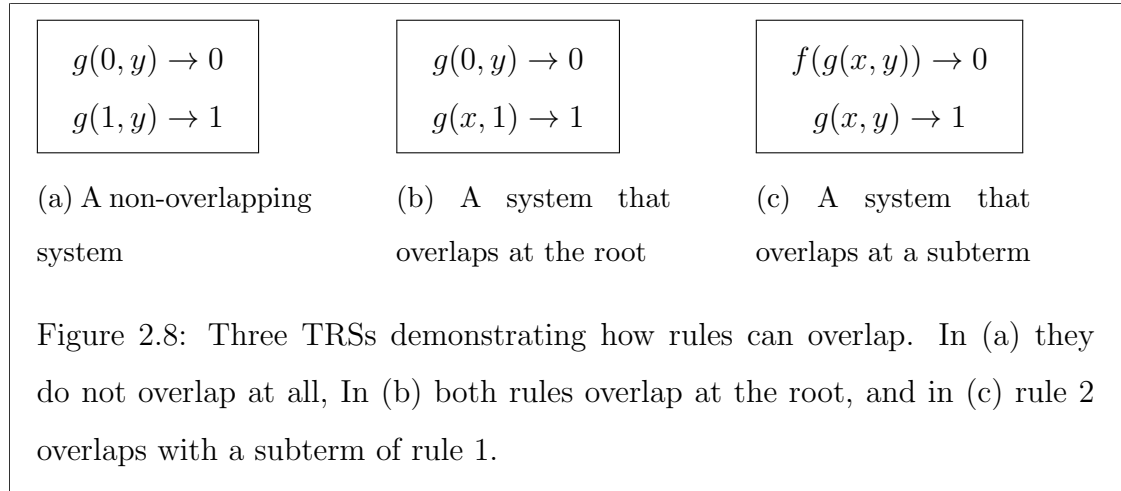 g(0, y) → 0
g(1, y) → 1
(a) A non-overlapping
system
g(0, y) → 0
g(x, 1) → 1
(b) A system that
overlaps at the root
f(g(x, y)) → 0
g(x, y) → 1
(c) A system that
overlaps at a subterm
Figure 2.8: Three TRSs demonstrating how rules can overlap. In (a) they
do not overlap at all, In (b) both rules overlap at the root, and in (c) rule 2
overlaps with a subterm of rule 1.